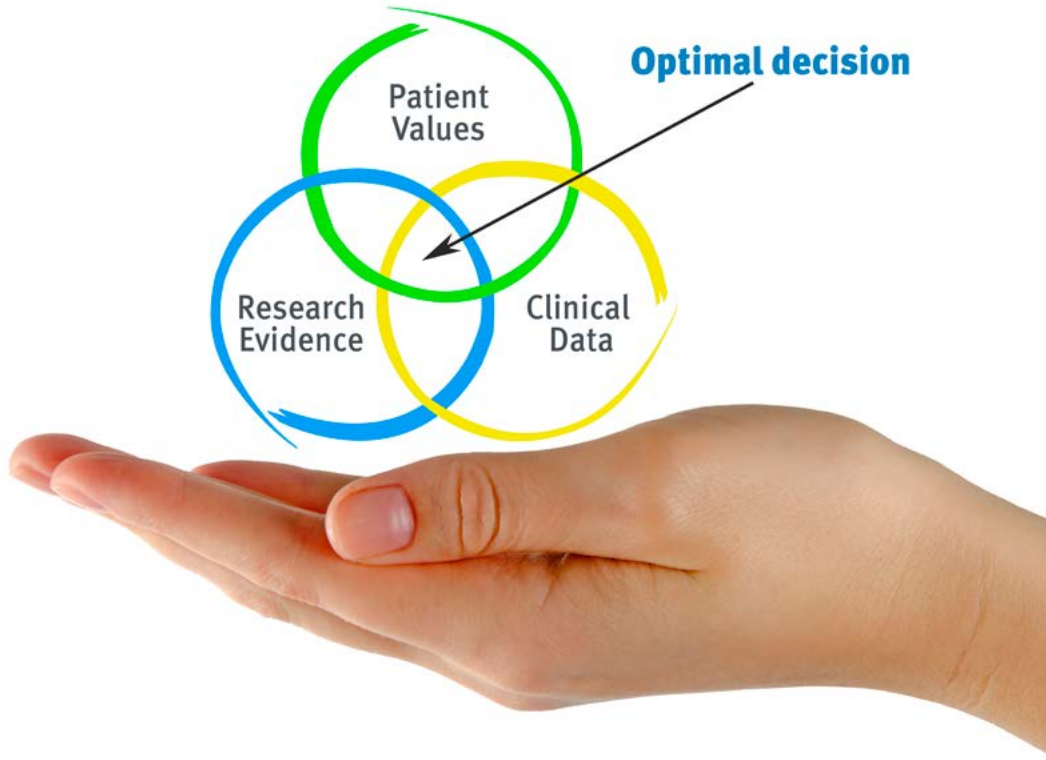 Optimal decision
Patient
Values
Research
Evidence
Clinical
Data